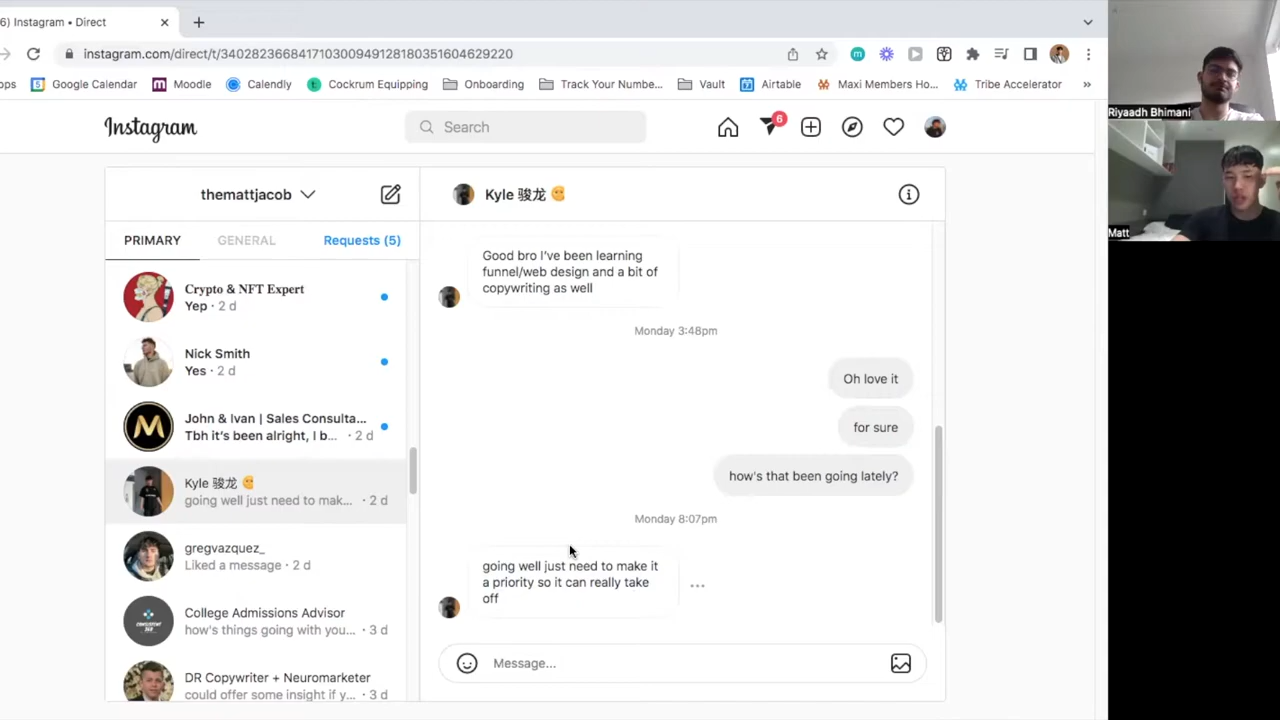 6) Instagram • Direct
instagram.com/direct/t/340282366841710300949128180351604629220
ops Google Calendar Moodle Calendly Cockrum Equipping Onboarding Track Your Numbe... Vault Airtable Maxi Members Ho... Tribe Accelerator »
Instagram
Search
6
themattjacob
PRIMARY GENERAL Requests (5)
Crypto & NFT Expert
Yep · 2 d
Nick Smith
Yes · 2 d
John & Ivan | Sales Consulta...
Tbh it's been alright, I b... · 2 d
Kyle 骏龙
going well just need to mak... · 2 d
gregvazquez_
Liked a message · 2 d
College Admissions Advisor
how's things going with you... · 3 d
DR Copywriter + Neuromarketer
could offer some insight if y... · 3 d
Kyle 骏龙
Good bro I've been learning
funnel/web design and a bit of
copywriting as well
Monday 3:48pm
Oh love it
for sure
how's that been going lately?
Monday 8:07pm
going well just need to make it
a priority so it can really take
off
Message...
Riyaadh Bhimani
Matt